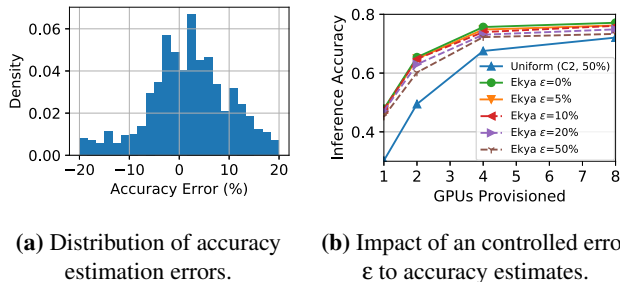 0.06
0.04
0.02
0.00
Density
−20 −10 0 10 20
Accuracy Error (%)
0.8
0.6
0.4
Inference Accuracy
Uniform (C2, 50%)
Ekya ε=0%
Ekya ε=5%
Ekya ε=10%
Ekya ε=20%
Ekya ε=50%
1 2 3 4 5 6 7 8
GPUs Provisioned
(a) Distribution of accuracy
estimation errors.
(b) Impact of an controlled erro
ε to accuracy estimates.